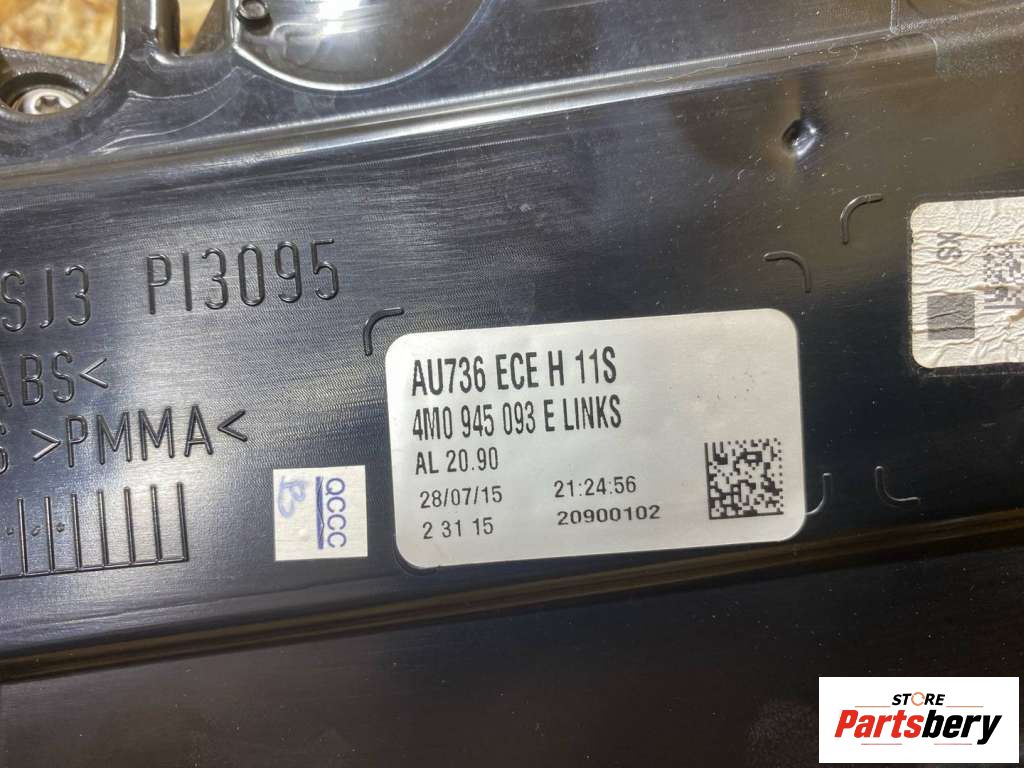 SJ3 PI3095
ABS<
>PMMA<
QCCC
AU736 ECE H 11S
4M0 945 093 E LINKS
AL 20.90
28/07/15 21:24:56
2 31 15 20900102
STORE
Partsbery